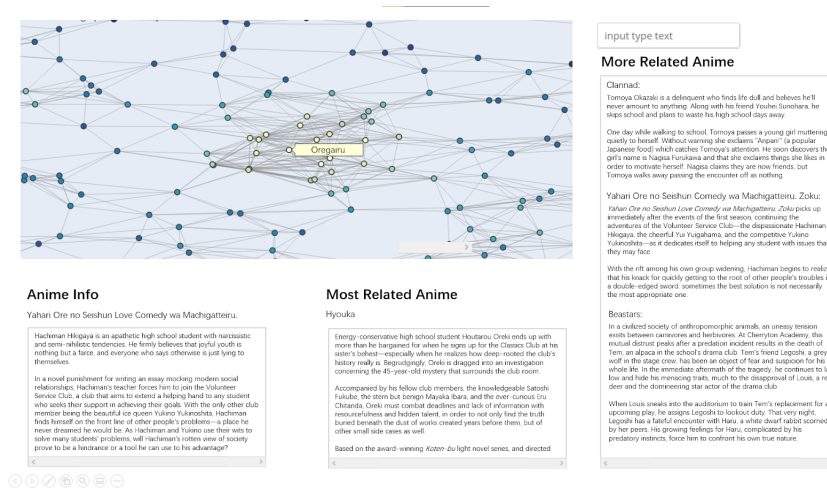 input type text
More Related Anime
Oregairu
Clannad:
Tomoya Okazaki is a delinquent who finds life dull and believes he'll
never amount to anything. Along with his friend Youhei Sunohara, he
skips school and plans to waste his high school days away.
One day while walking to school, Tomoya passes a young girl muttering
quietly to herself. Without warning she exclaims "Anpan!" (a popular
Japanese food) which catches Tomoya's attention. He soon discovers the
girl's name is Nagisa Furukawa and that she exclaims things she likes in
order to motivate herself. Nagisa claims they are now friends, but
Tomoya walks away passing the encounter off as nothing.
Yahari Ore no Seishun Love Comedy wa Machigatteiru. Zoku:
Yahari Ore no Seishun Love Comedy wa Machigatteiru. Zoku picks up
immediately after the events of the first season, continuing the
adventures of the Volunteer Service Club—the dispassionate Hachiman
Hikigaya, the cheerful Yui Yuigahama, and the competitive Yukino
Yukinoshita—as it dedicates itself to helping any student with issues tha
they may face.
With the rift among his own group widening, Hachiman begins to realiz
that his knack for quickly getting to the root of other people's troubles i
a double-edged sword: sometimes the best solution is not necessarily
the most appropriate one.
Beastars:
In a civilized society of anthropomorphic animals, an uneasy tension
exists between carnivores and herbivores. At Cherryton Academy, this
mutual distrust peaks after a predation incident results in the death of
Tem, an alpaca in the school's drama club. Tem's friend Legoshi, a grey
wolf in the stage crew, has been an object of fear and suspicion for his
whole life. In the immediate aftermath of the tragedy, he continues to la
low and hide his menacing traits, much to the disapproval of Louis, a re
deer and the domineering star actor of the drama club
When Louis sneaks into the auditorium to train Tem's replacement for a
upcoming play, he assigns Legoshi to lookout duty. That very night,
Legoshi has a fateful encounter with Haru, a white dwarf rabbit scorned
by her peers. His growing feelings for Haru, complicated by his
predatory instincts, force him to confront his own true nature,
Anime Info
Yahari Ore no Seishun Love Comedy wa Machigatteiru.
Hachiman Hikigaya is an apathetic high school student with narcissistic
and semi-nihilistic tendencies. He firmly believes that joyful youth is
nothing but a farce, and everyone who says otherwise is just lying to
themselves.
In a novel punishment for writing an essay mocking modern social
relationships, Hachiman's teacher forces him to join the Volunteer
Service Club, a club that aims to extend a helping hand to any student
who seeks their support in achieving their goals. With the only other club
member being the beautiful ice queen Yukino Yukinoshita, Hachiman
finds himself on the front line of other people's problems—a place he
never dreamed he would be. As Hachiman and Yukino use their wits to
solve many students' problems, will Hachiman's rotten view of society
prove to be a hindrance or a tool he can use to his advantage?
Most Related Anime
Hyouka
Energy-conservative high school student Houtarou Oreki ends up with
more than he bargained for when he signs up for the Classics Club at his
sister's behest—especially when he realizes how deep-rooted the club's
history really is. Begrudgingly, Oreki is dragged into an investigation
concerning the 45-year-old mystery that surrounds the club room.
Accompanied by his fellow club members, the knowledgeable Satoshi
Fukube, the stern but benign Mayaka Ibara, and the ever-curious Eru
Chitanda, Oreki must combat deadlines and lack of information with
resourcefulness and hidden talent, in order to not only find the truth
buried beneath the dust of works created years before them, but of
other small side cases as well.
Based on the award-winning Koten-bu light novel series, and directed